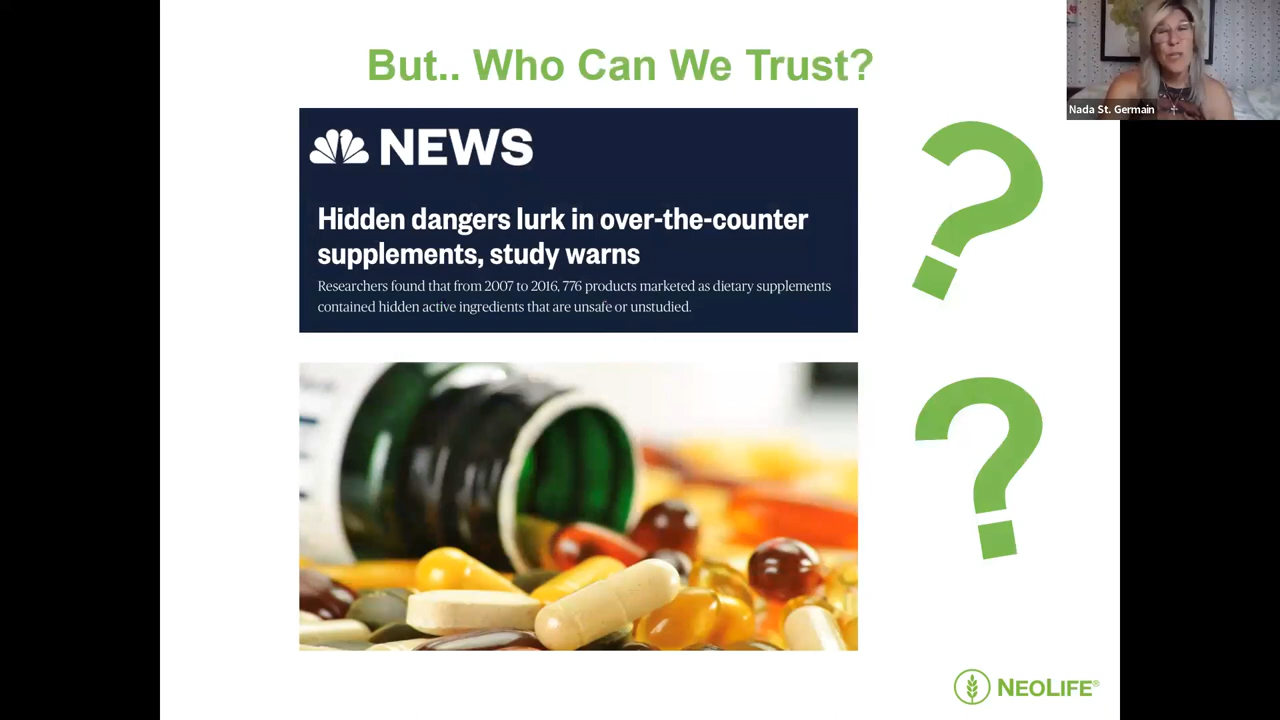 But.. Who Can We Trust?
Nada St. Germain
NEWS
Hidden dangers lurk in over-the-counter
supplements, study warns
Researchers found that from 2007 to 2016, 776 products marketed as dietary supplements
contained hidden active ingredients that are unsafe or unstudied.
?
?
NEOLIFE®